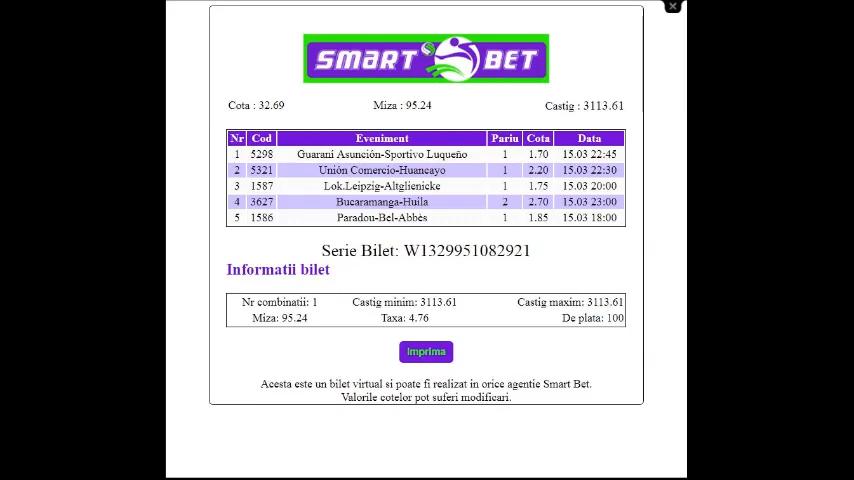 SMART BET
Cota : 32.69 Miza : 95.24 Castig : 3113.61
Nr Cod Eveniment Pariu Cota Data
1 5298 Guarani Asunción-Sportivo Luqueño 1 1.70 15.03 22:45
2 5321 Unión Comercio-Huancayo 1 2.20 15.03 22:30
3 1587 Lok.Leipzig-Altglienicke 1 1.75 15.03 20:00
4 3627 Bucaramanga-Huila 2 2.70 15.03 23:00
5 1586 Paradou-Bel-Abbès 1 1.85 15.03 18:00
Serie Bilet: W1329951082921
Informatii bilet
Nr combinatii: 1 Castig minim: 3113.61 Castig maxim: 3113.61
Miza: 95.24 Taxa: 4.76 De plata: 100
Imprima
Acesta este un bilet virtual si poate fi realizat in orice agentie Smart Bet.
Valorile cotelor pot suferi modificari.